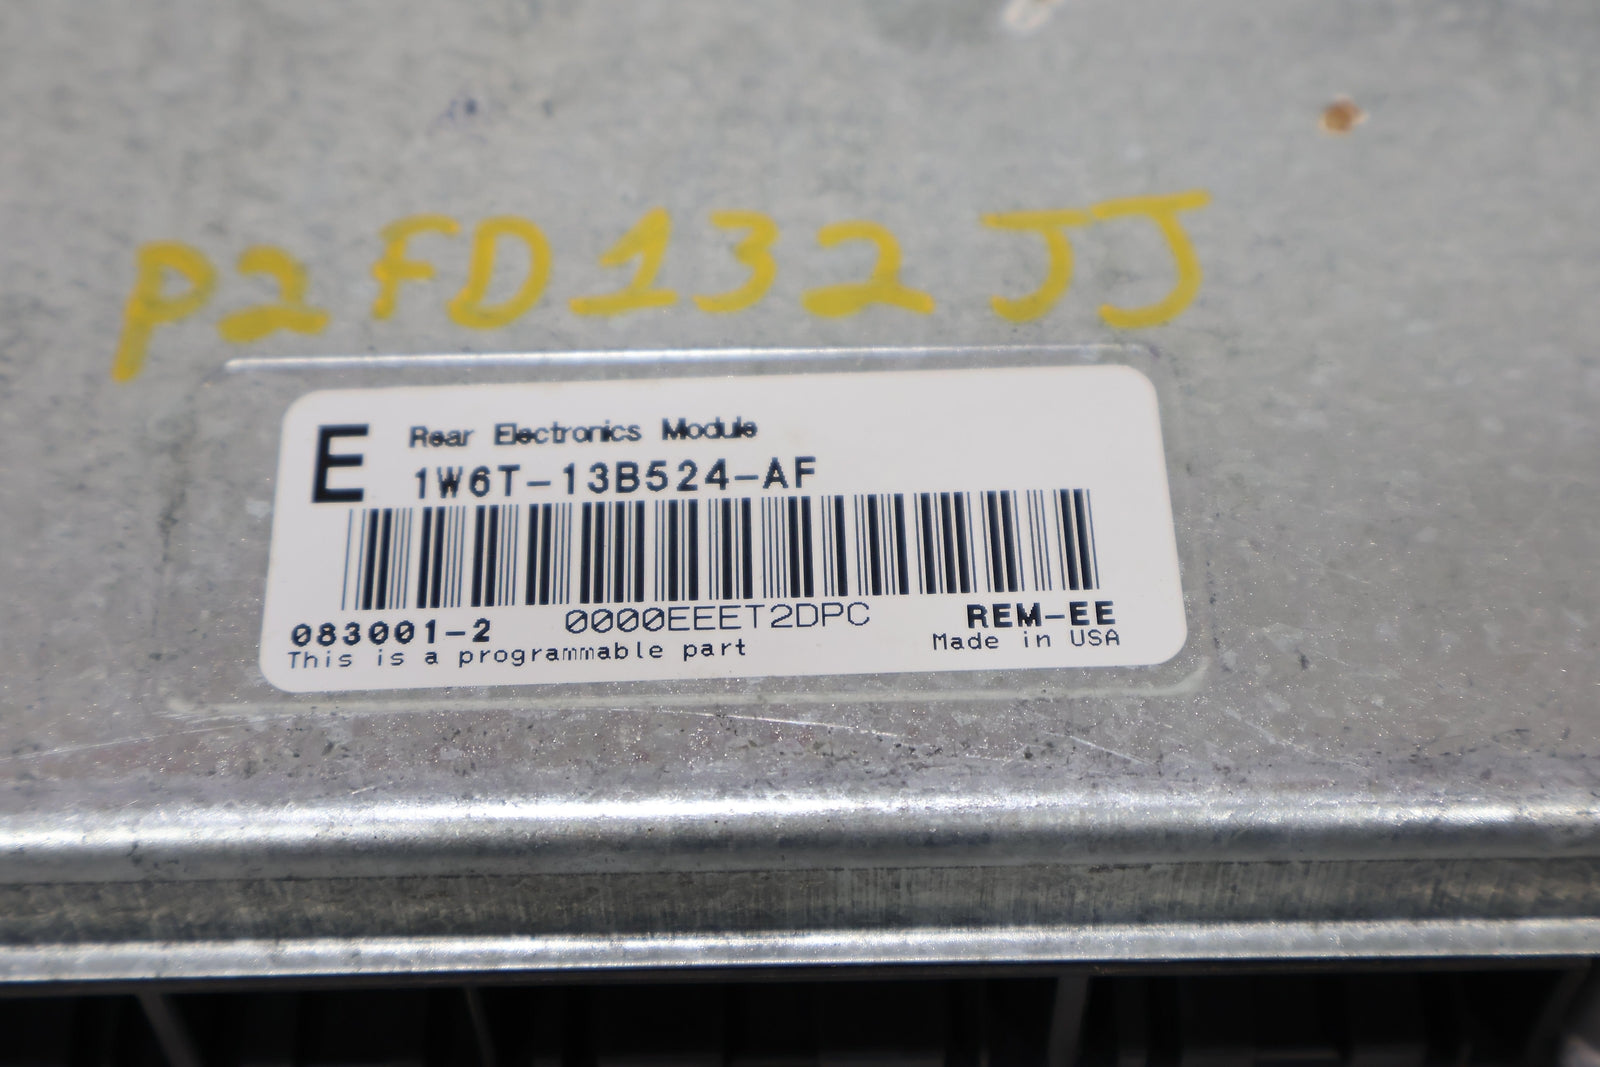 P2FD132JJ
E
Rear Electronics Module
1W6T-13B524-AF
083001-2 0000EEET2DPC REM-EE
This is a programmable part Made in USA